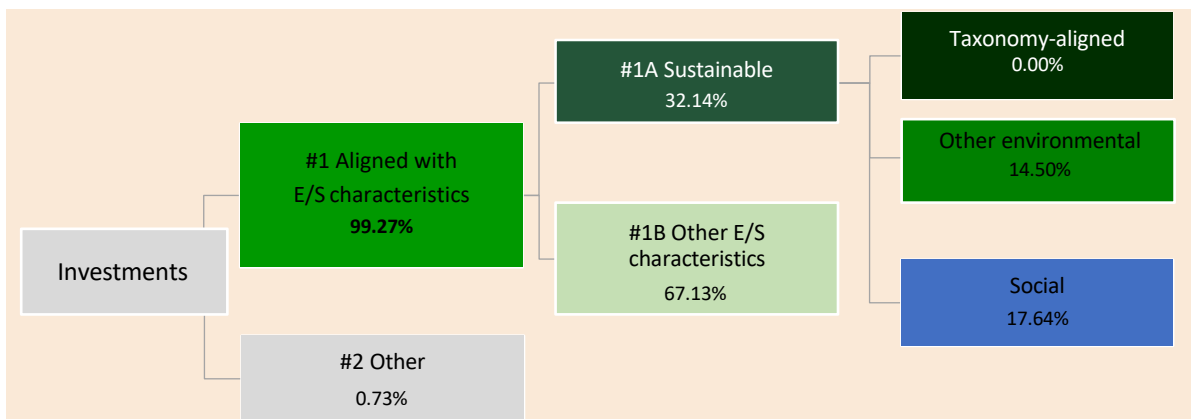 Investments
#1 Aligned with
E/S characteristics
99.27%
#2 Other
0.73%
#1A Sustainable
32.14%
#1B Other E/S
characteristics
67.13%
Taxonomy-aligned
0.00%
Other environmental
14.50%
Social
17.64%